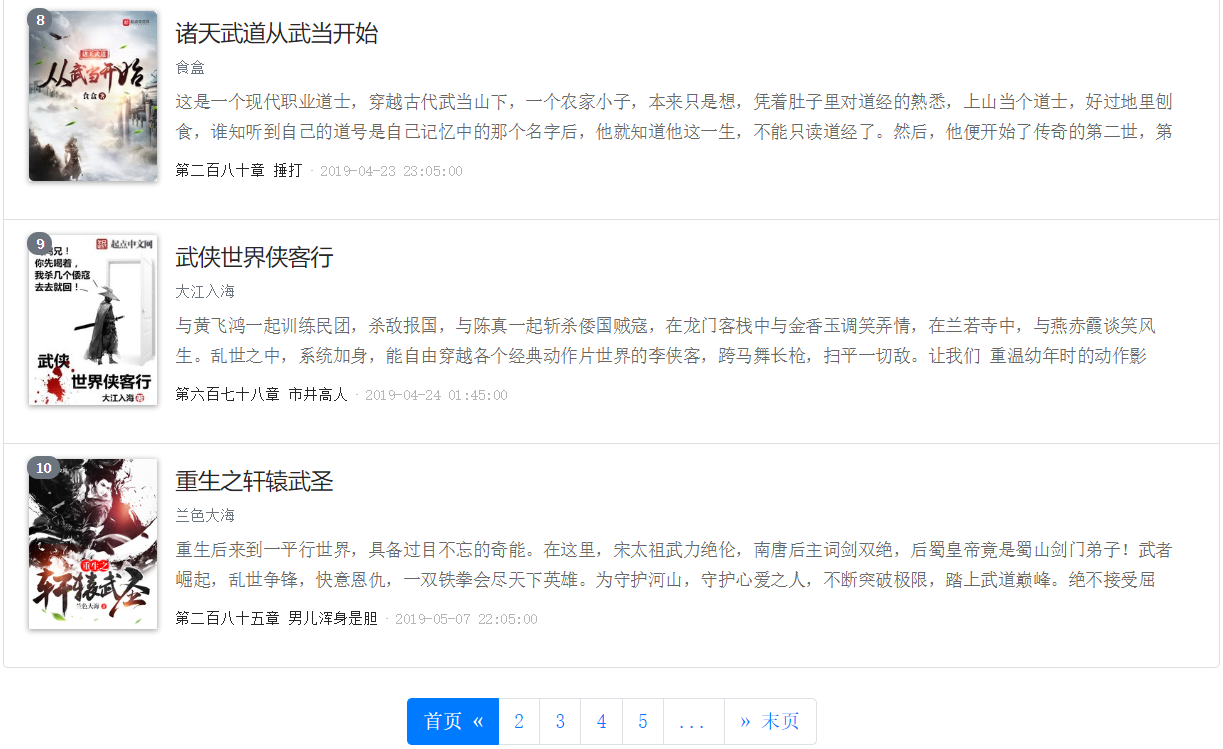 8
诸天武道
从武当开始
食盒 著
诸天武道从武当开始
食盒
这是一个现代职业道士，穿越古代武当山下，一个农家小子，本来只是想，凭着肚子里对道经的熟悉，上山当个道士，好过地里刨
食，谁知听到自己的道号是自己记忆中的那个名字后，他就知道他这一生，不能只读道经了。然后，他便开始了传奇的第二世，第
第二百八十章 捶打 · 2019-04-23 23:05:00
9
起点中文网
兄！
你先喝着，
我杀几个倭寇
去去就回！
武侠
世界侠客行
大江入海 著
武侠世界侠客行
大江入海
与黄飞鸿一起训练民团，杀敌报国，与陈真一起斩杀倭国贼寇，在龙门客栈中与金香玉调笑弄情，在兰若寺中，与燕赤霞谈笑风
生。乱世之中，系统加身，能自由穿越各个经典动作片世界的李侠客，跨马舞长枪，扫平一切敌。让我们 重温幼年时的动作影
第六百七十八章 市井高人 · 2019-04-24 01:45:00
10
重生之
轩辕武圣
兰色大海
重生之轩辕武圣
兰色大海
重生后来到一平行世界，具备过目不忘的奇能。在这里，宋太祖武力绝伦，南唐后主词剑双绝，后蜀皇帝竟是蜀山剑门弟子！武者
崛起，乱世争锋，快意恩仇，一双铁拳会尽天下英雄。为守护河山，守护心爱之人，不断突破极限，踏上武道巅峰。绝不接受屈
第二百八十五章 男儿浑身是胆 · 2019-05-07 22:05:00
首页 « 2 3 4 5 ... » 末页